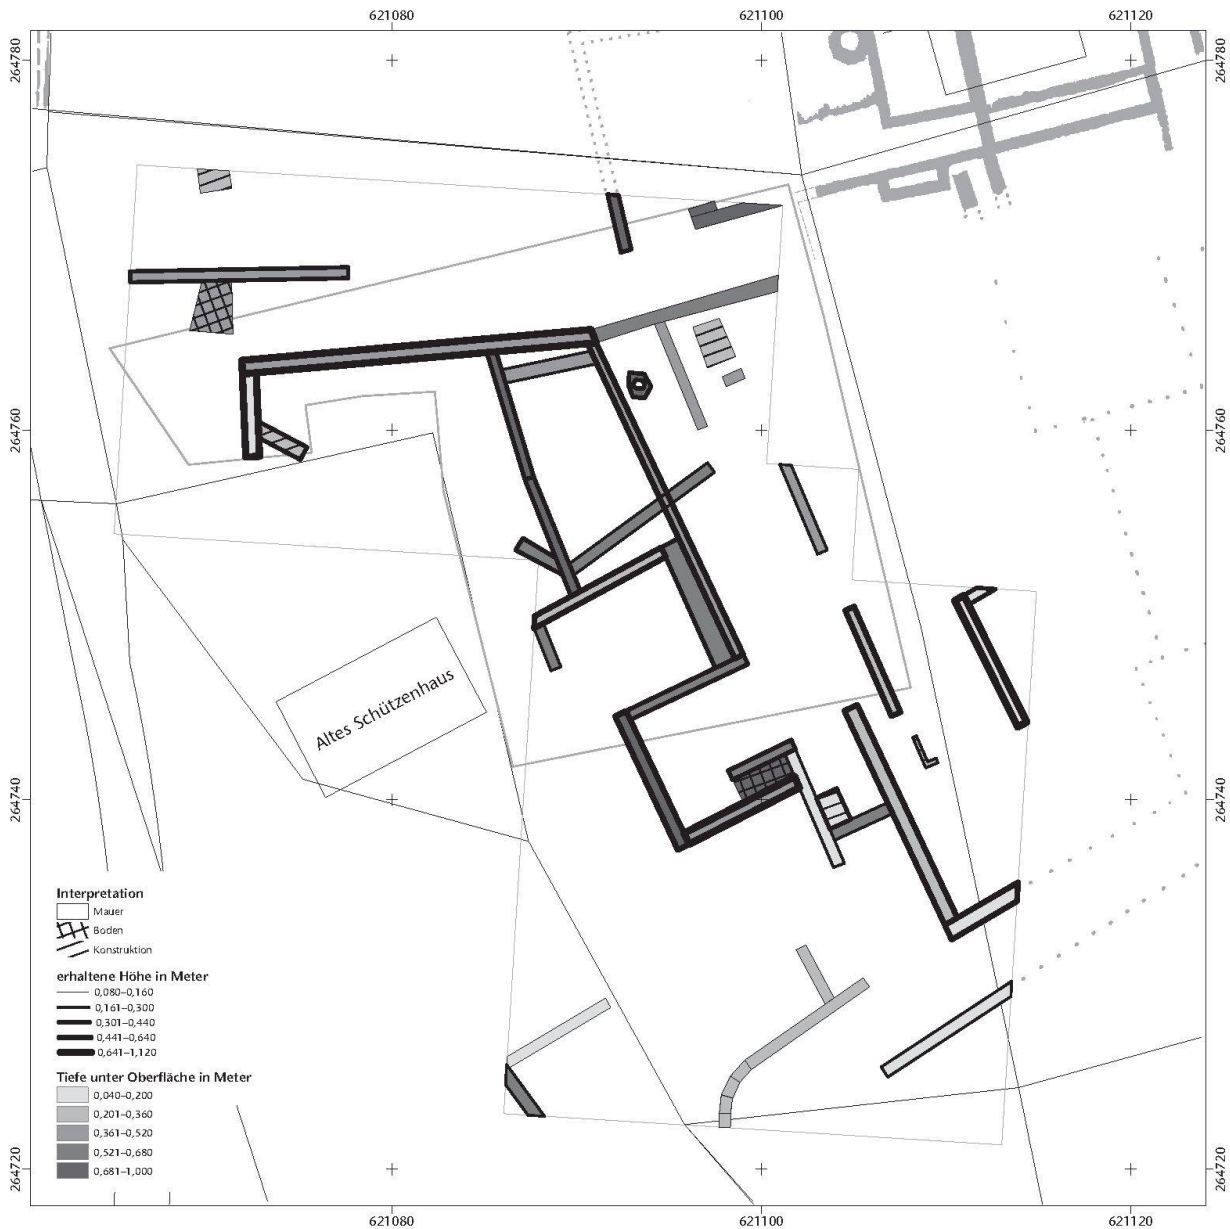 621080 621100 621120
264780 264780
264760 264760
Altes Schützenhaus
264740 264740
Interpretation
Mauer
Boden
Konstruktion
erhaltene Höhe in Meter
0,080–0,160
0,161–0,300
0,301–0,440
0,441–0,640
0,641–1,120
Tiefe unter Oberfläche in Meter
0,040–0,200
0,201–0,360
0,361–0,520
0,521–0,680
0,681–1,000
264720 264720
621080 621100 621120